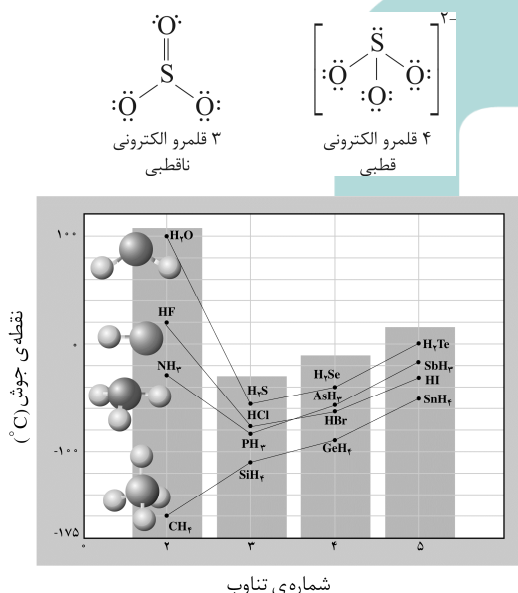 :Ö:
S
:Ö: :Ö:
۳ قلمرو الکترونی
ناقطبی
۲−
S̈
:Ö: :Ö:
:Ö:
۴ قلمرو الکترونی
قطبی
نقطه‌ی جوش (°C)
۱۰۰
۰
-۱۰۰
-۱۷۵
H۲O
HF
NH۳
CH۴
H۲S
HCl
PH۳
SiH۴
H۲Se
AsH۳
HBr
GeH۴
H۲Te
SbH۳
HI
SnH۴
۰ ۲ ۳ ۴ ۵
شماره‌ی تناوب